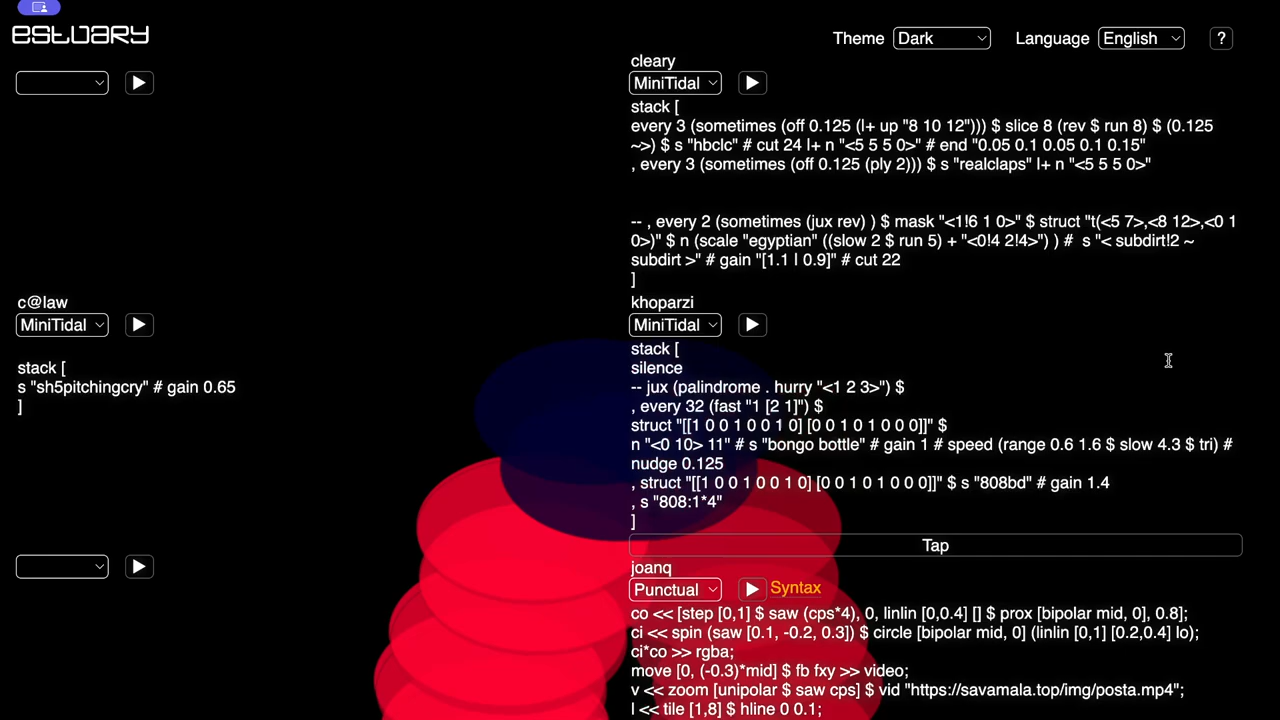 estuary
Theme Dark Language English ?
cleary
MiniTidal
stack [
every 3 (sometimes (off 0.125 (|+ up "8 10 12"))) $ slice 8 (rev $ run 8) $ (0.125
~>) $ s "hbclc" # cut 24 |+ n "<5 5 5 0>" # end "0.05 0.1 0.05 0.1 0.15"
, every 3 (sometimes (off 0.125 (ply 2))) $ s "realclaps" |+ n "<5 5 5 0>"
-- , every 2 (sometimes (jux rev) ) $ mask "<1!6 1 0>" $ struct "t(<5 7>,<8 12>,<0 1
0>)" $ n (scale "egyptian" ((slow 2 $ run 5) + "<0!4 2!4>") ) # s "< subdirt!2 ~
subdirt >" # gain "[1.1 | 0.9]" # cut 22
]
c@law
MiniTidal
stack [
s "sh5pitchingcry" # gain 0.65
]
khoparzi
MiniTidal
stack [
silence
-- jux (palindrome . hurry "<1 2 3>") $
, every 32 (fast "1 [2 1]") $
struct "[[1 0 0 1 0 0 1 0] [0 0 1 0 1 0 0 0]]" $
n "<0 10> 11" # s "bongo bottle" # gain 1 # speed (range 0.6 1.6 $ slow 4.3 $ tri) #
nudge 0.125
, struct "[[1 0 0 1 0 0 1 0] [0 0 1 0 1 0 0 0]]" $ s "808bd" # gain 1.4
, s "808:1*4"
]
Tap
joanq
Punctual Syntax
co << [step [0,1] $ saw (cps*4), 0, linlin [0,0.4] [] $ prox [bipolar mid, 0], 0.8];
ci << spin (saw [0.1, -0.2, 0.3]) $ circle [bipolar mid, 0] (linlin [0,1] [0.2,0.4] lo);
ci*co >> rgba;
move [0, (-0.3)*mid] $ fb fxy >> video;
v << zoom [unipolar $ saw cps] $ vid "https://savamala.top/img/posta.mp4";
l << tile [1,8] $ hline 0 0.1;